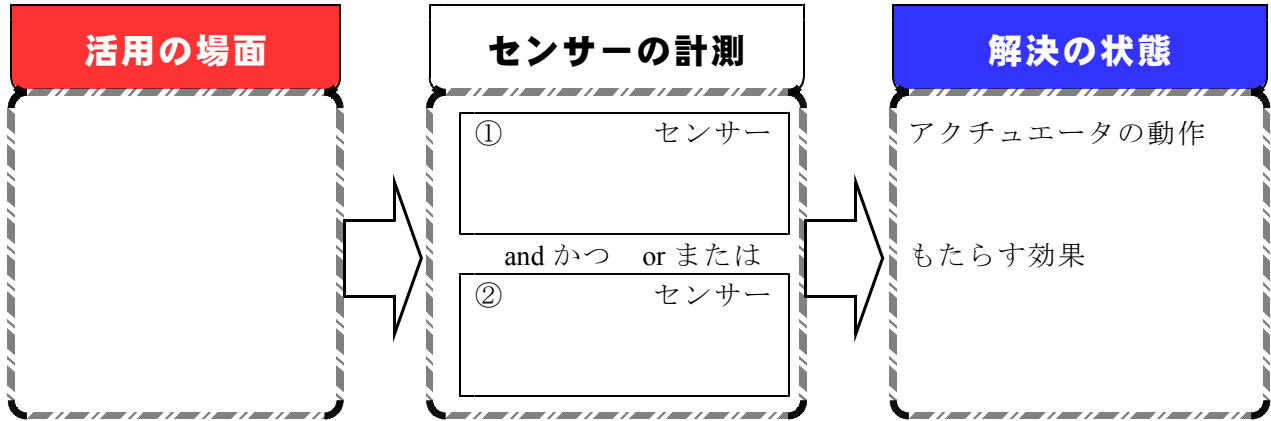 活用の場面
センサーの計測
① センサー
and かつ or または
② センサー
解決の状態
アクチュエータの動作
もたらす効果